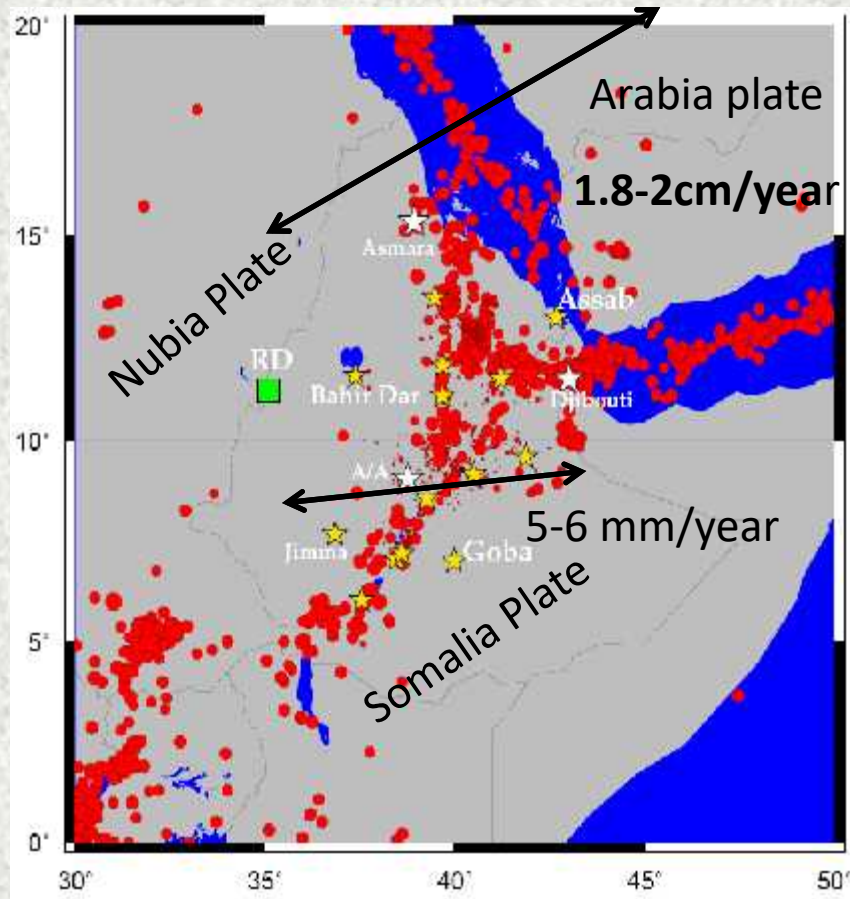 20°
Arabia plate
1.8-2cm/year
15°
Asmara
Nubia Plate
Assab
RD
Bahir Dar
Djibouti
10°
A/A
5-6 mm/year
Jimma
Goba
Somalia Plate
5°
0°
30° 35° 40° 45° 50°